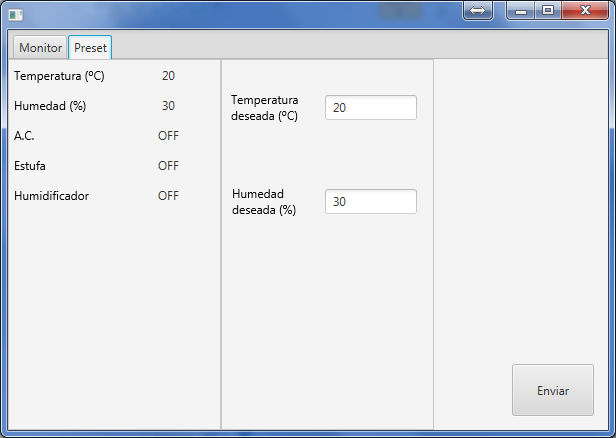 Monitor Preset
Temperatura (ºC) 20
Humedad (%) 30
A.C. OFF
Estufa OFF
Humidificador OFF
Temperatura
deseada (ºC) 20
Humedad
deseada (%) 30
Enviar